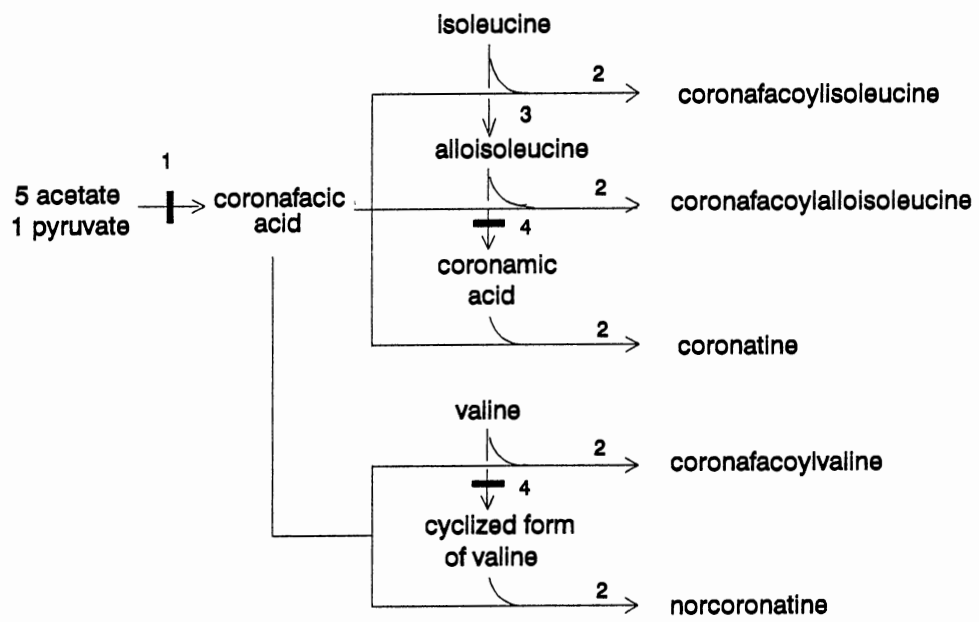 isoleucine
2
coronafacoylisoleucine
3
alloisoleucine
1
5 acetate
1 pyruvate
coronafacic
acid
2
coronafacoylalloisoleucine
4
coronamic
acid
2
coronatine
valine
2
coronafacoylvaline
4
cyclized form
of valine
2
norcoronatine